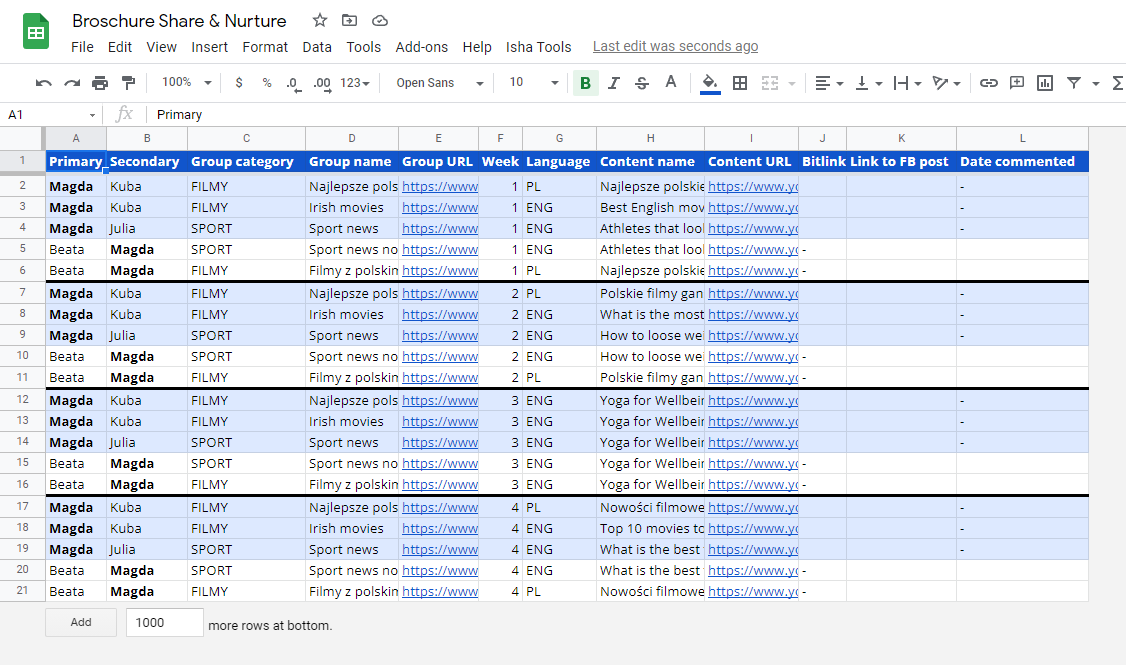 Broschure Share & Nurture
File Edit View Insert Format Data Tools Add-ons Help Isha Tools Last edit was seconds ago
100% $ % .0 .00 123 Open Sans 10 B I S A
A1 fx Primary
A B C D E F G H I J K L
1 Primary Secondary Group category Group name Group URL Week Language Content name Content URL Bitlink Link to FB post Date commented
2 Magda Kuba FILMY Najlepsze pols https://www 1 PL Najlepsze polskie https://www.yo -
3 Magda Kuba FILMY Irish movies https://www 1 ENG Best English mov https://www.yo -
4 Magda Julia SPORT Sport news https://www 1 ENG Athletes that loo https://www.yo -
5 Beata Magda SPORT Sport news no https://www 1 ENG Athletes that loo https://www.yo -
6 Beata Magda FILMY Filmy z polskim https://www 1 PL Najlepsze polskie https://www.yo -
7 Magda Kuba FILMY Najlepsze pols https://www 2 PL Polskie filmy gan https://www.yo -
8 Magda Kuba FILMY Irish movies https://www 2 ENG What is the most https://www.yo -
9 Magda Julia SPORT Sport news https://www 2 ENG How to loose wei https://www.yo -
10 Beata Magda SPORT Sport news no https://www 2 ENG How to loose wei https://www.yo -
11 Beata Magda FILMY Filmy z polskim https://www 2 PL Polskie filmy gan https://www.yo -
12 Magda Kuba FILMY Najlepsze pols https://www 3 ENG Yoga for Wellbein https://www.yo -
13 Magda Kuba FILMY Irish movies https://www 3 ENG Yoga for Wellbein https://www.yo -
14 Magda Julia SPORT Sport news https://www 3 ENG Yoga for Wellbein https://www.yo -
15 Beata Magda SPORT Sport news no https://www 3 ENG Yoga for Wellbein https://www.yo -
16 Beata Magda FILMY Filmy z polskim https://www 3 ENG Yoga for Wellbein https://www.yo -
17 Magda Kuba FILMY Najlepsze pols https://www 4 PL Nowości filmowe https://www.yo -
18 Magda Kuba FILMY Irish movies https://www 4 ENG Top 10 movies to https://www.yo -
19 Magda Julia SPORT Sport news https://www 4 ENG What is the best https://www.yo -
20 Beata Magda SPORT Sport news no https://www 4 ENG What is the best https://www.yo -
21 Beata Magda FILMY Filmy z polskim https://www 4 PL Nowości filmowe https://www.yo -
Add 1000 more rows at bottom.